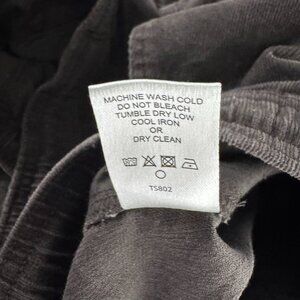 MACHINE WASH COLD
DO NOT BLEACH
TUMBLE DRY LOW
COOL IRON
OR
DRY CLEAN
TS802